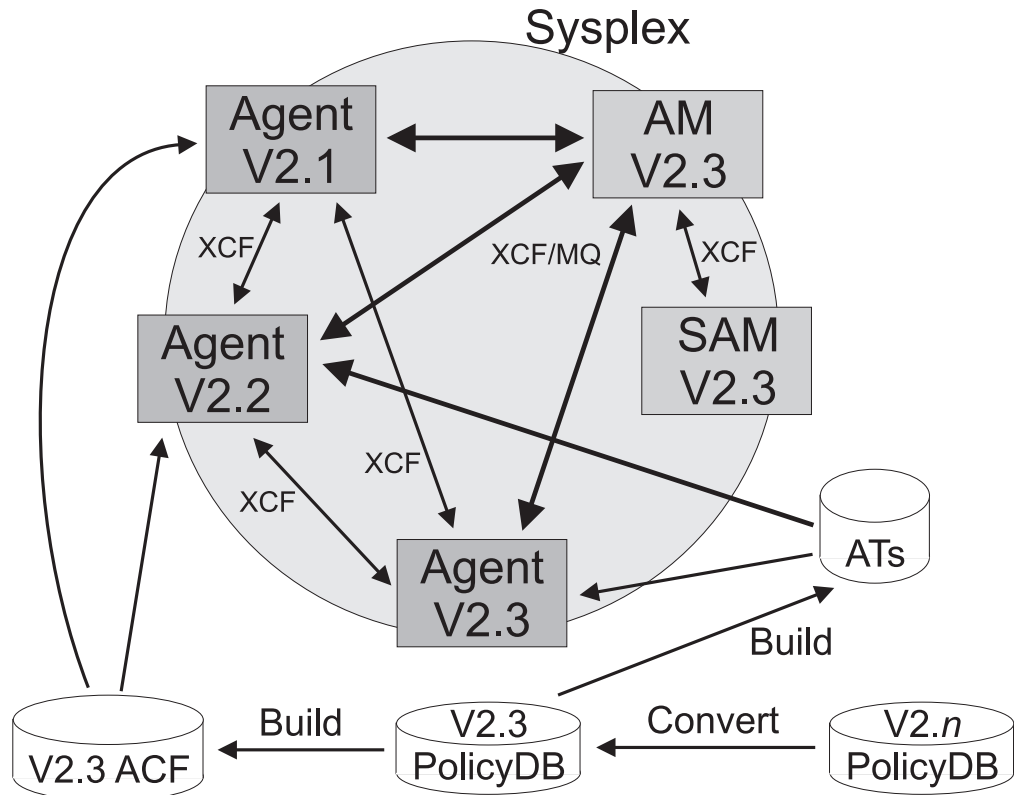 Sysplex
Agent
V2.1
AM
V2.3
XCF
XCF/MQ
XCF
Agent
V2.2
SAM
V2.3
XCF
XCF
Agent
V2.3
ATs
Build
V2.3 ACF
Build
V2.3
PolicyDB
Convert
V2.n
PolicyDB